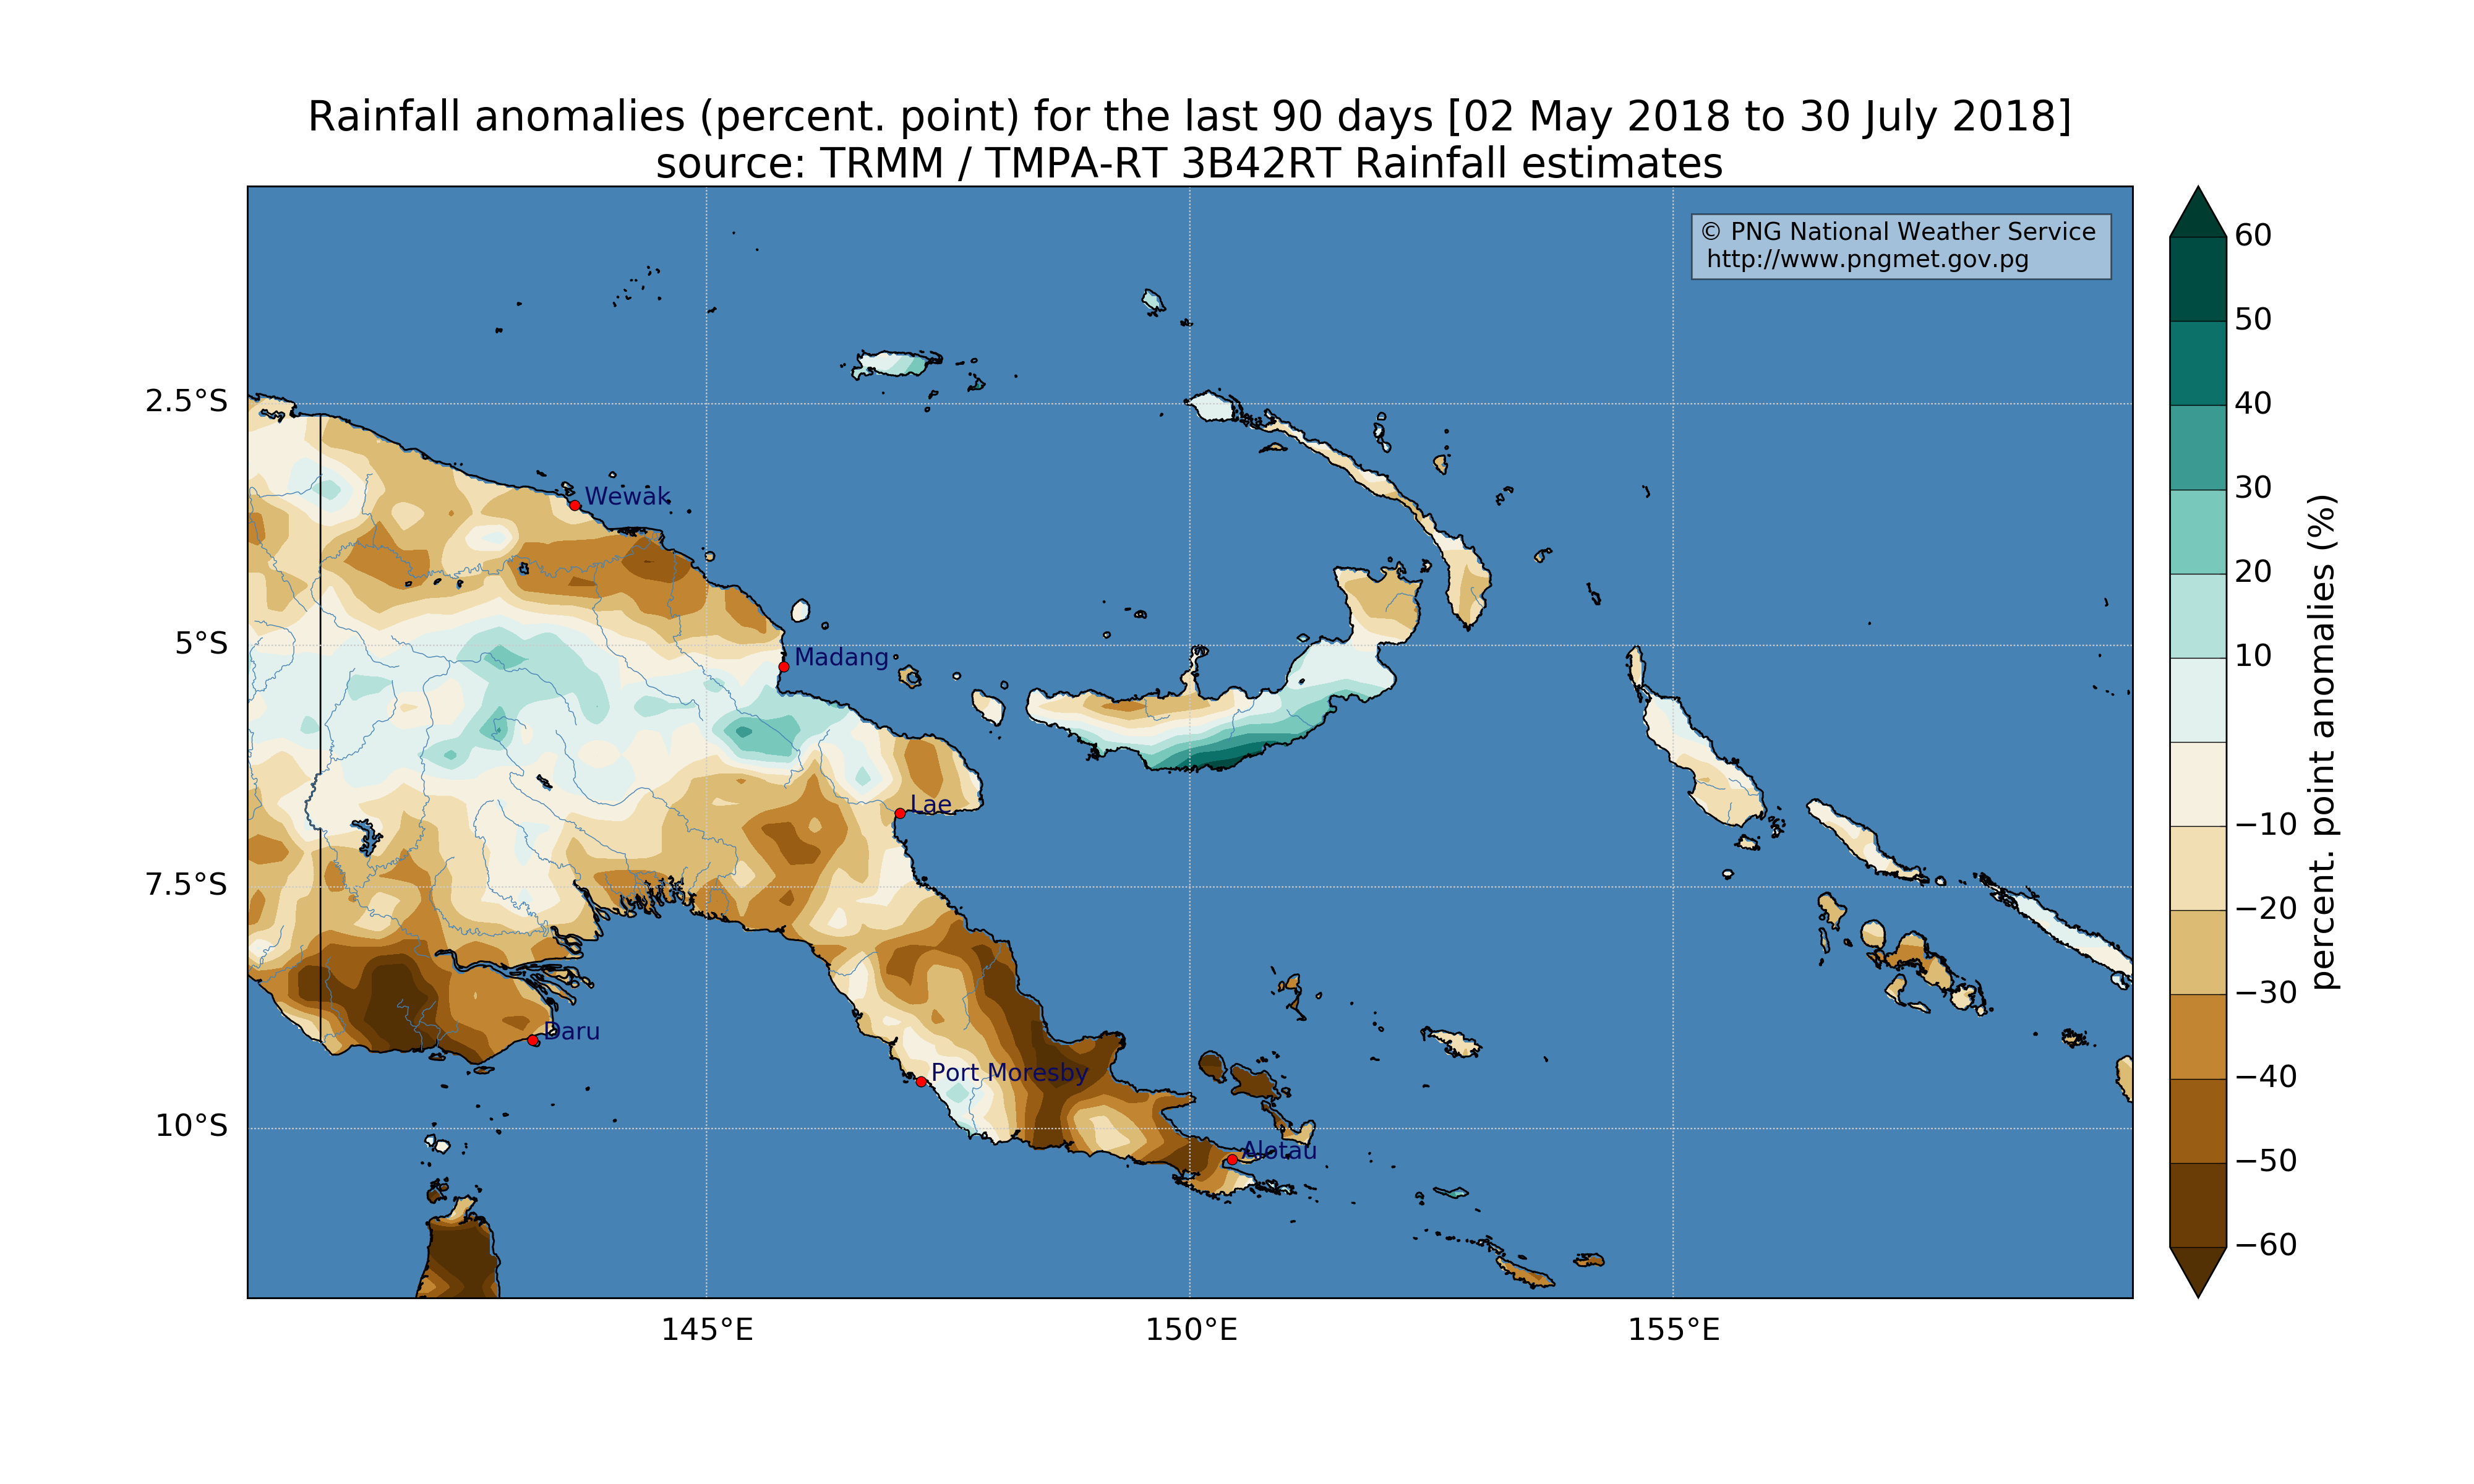 Rainfall anomalies (percent. point) for the last 90 days [02 May 2018 to 30 July 2018]
source: TRMM / TMPA-RT 3B42RT Rainfall estimates
© PNG National Weather Service
http://www.pngmet.gov.pg
2.5°S
5°S
7.5°S
10°S
Wewak
Madang
Lae
Daru
Port Moresby
Alotau
145°E
150°E
155°E
60
50
40
30
20
10
−10
−20
−30
−40
−50
−60
percent. point anomalies (%)